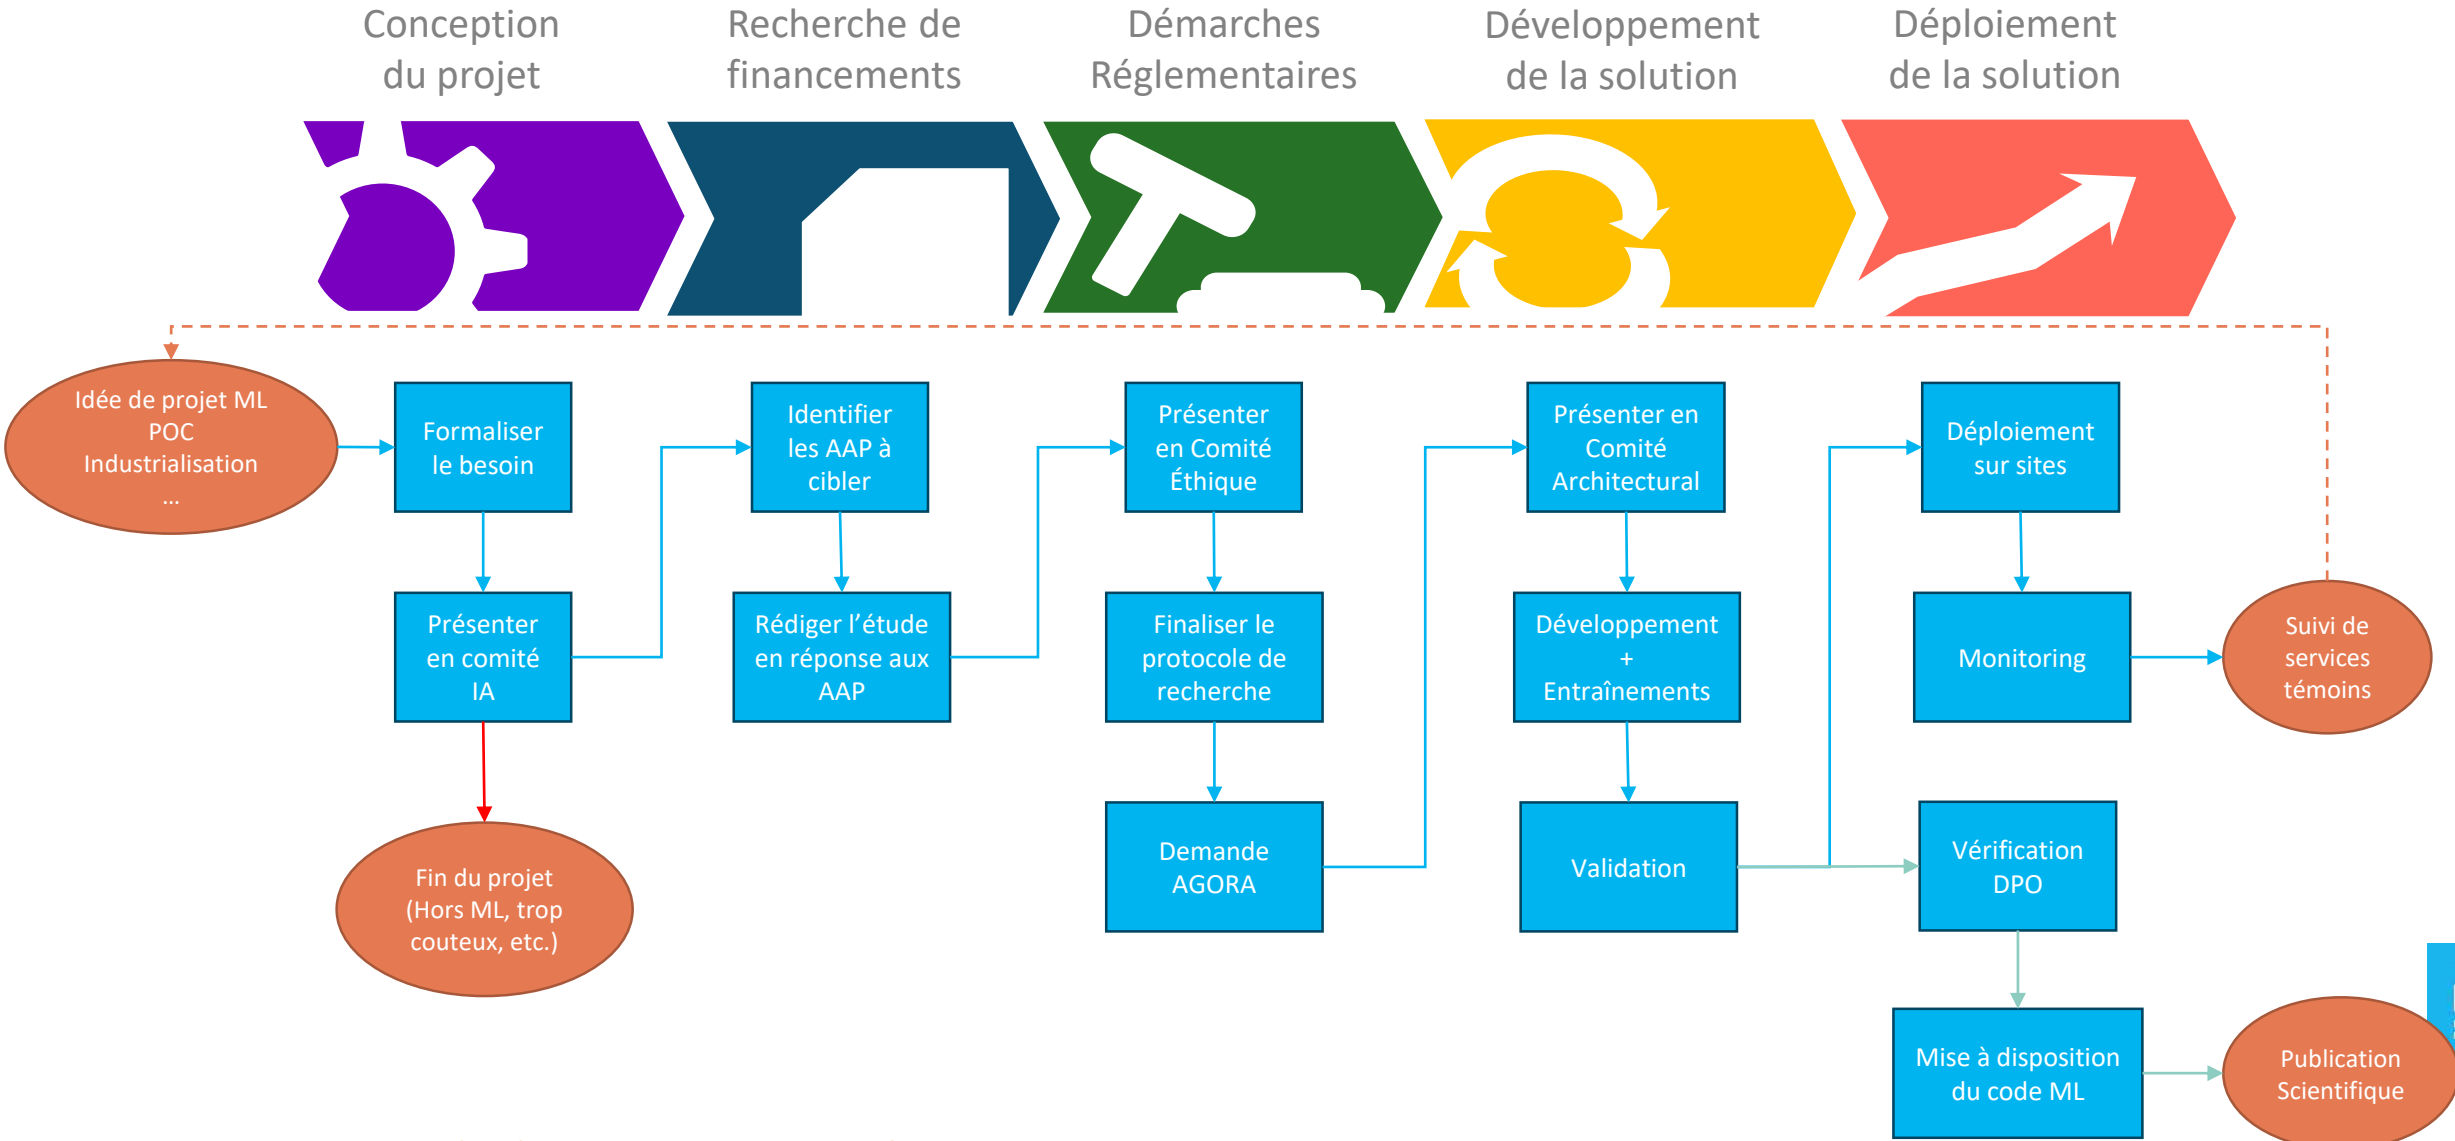 Conception
du projet
Recherche de
financements
Démarches
Réglementaires
Développement
de la solution
Déploiement
de la solution
Idée de projet ML
POC
Industrialisation
...
Formaliser
le besoin
Présenter
en comité
IA
Fin du projet
(Hors ML, trop
couteux, etc.)
Identifier
les AAP à
cibler
Rédiger l’étude
en réponse aux
AAP
Présenter
en Comité
Éthique
Finaliser le
protocole de
recherche
Demande
AGORA
Présenter en
Comité
Architectural
Développement
+
Entraînements
Validation
Déploiement
sur sites
Monitoring
Suivi de
services
témoins
Vérification
DPO
Mise à disposition
du code ML
Publication
Scientifique